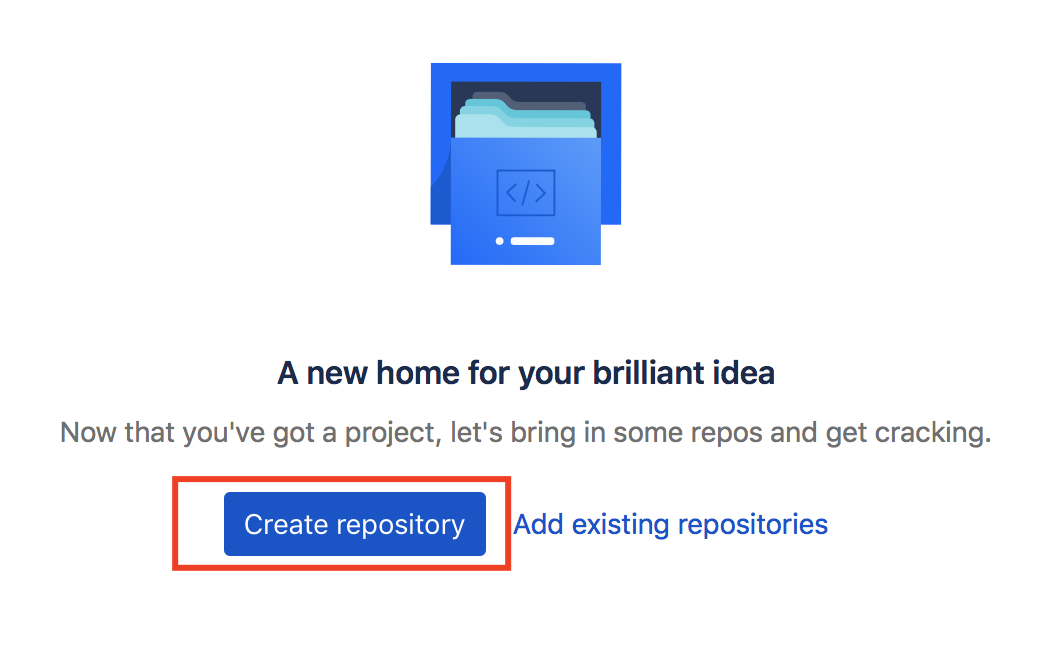 </>
A new home for your brilliant idea
Now that you've got a project, let's bring in some repos and get cracking.
Create repository Add existing repositories